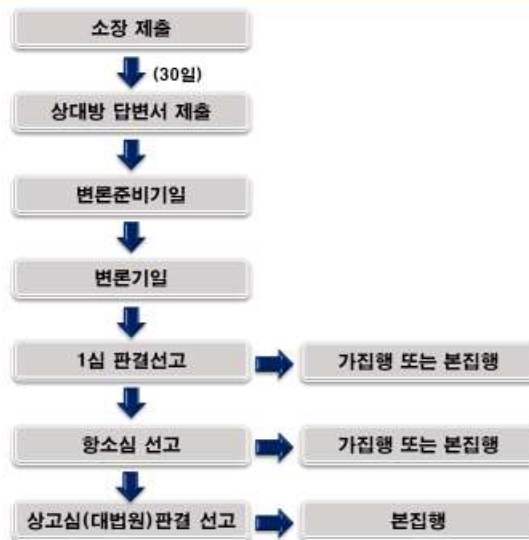 소장 제출
(30일)
상대방 답변서 제출
변론준비기일
변론기일
1심 판결선고
가집행 또는 본집행
항소심 선고
가집행 또는 본집행
상고심(대법원)판결 선고
본집행